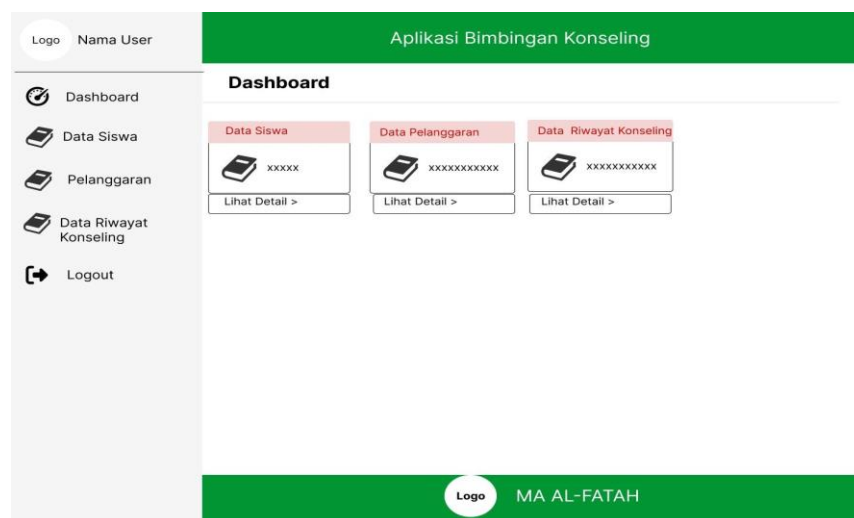 Logo Nama User
Aplikasi Bimbingan Konseling
Dashboard
Data Siswa
Pelanggaran
Data Riwayat
Konseling
Logout
Dashboard
Data Siswa
xxxxx
Lihat Detail >
Data Pelanggaran
xxxxxxxxxxx
Lihat Detail >
Data Riwayat Konseling
xxxxxxxxxxx
Lihat Detail >
Logo MA AL-FATAH